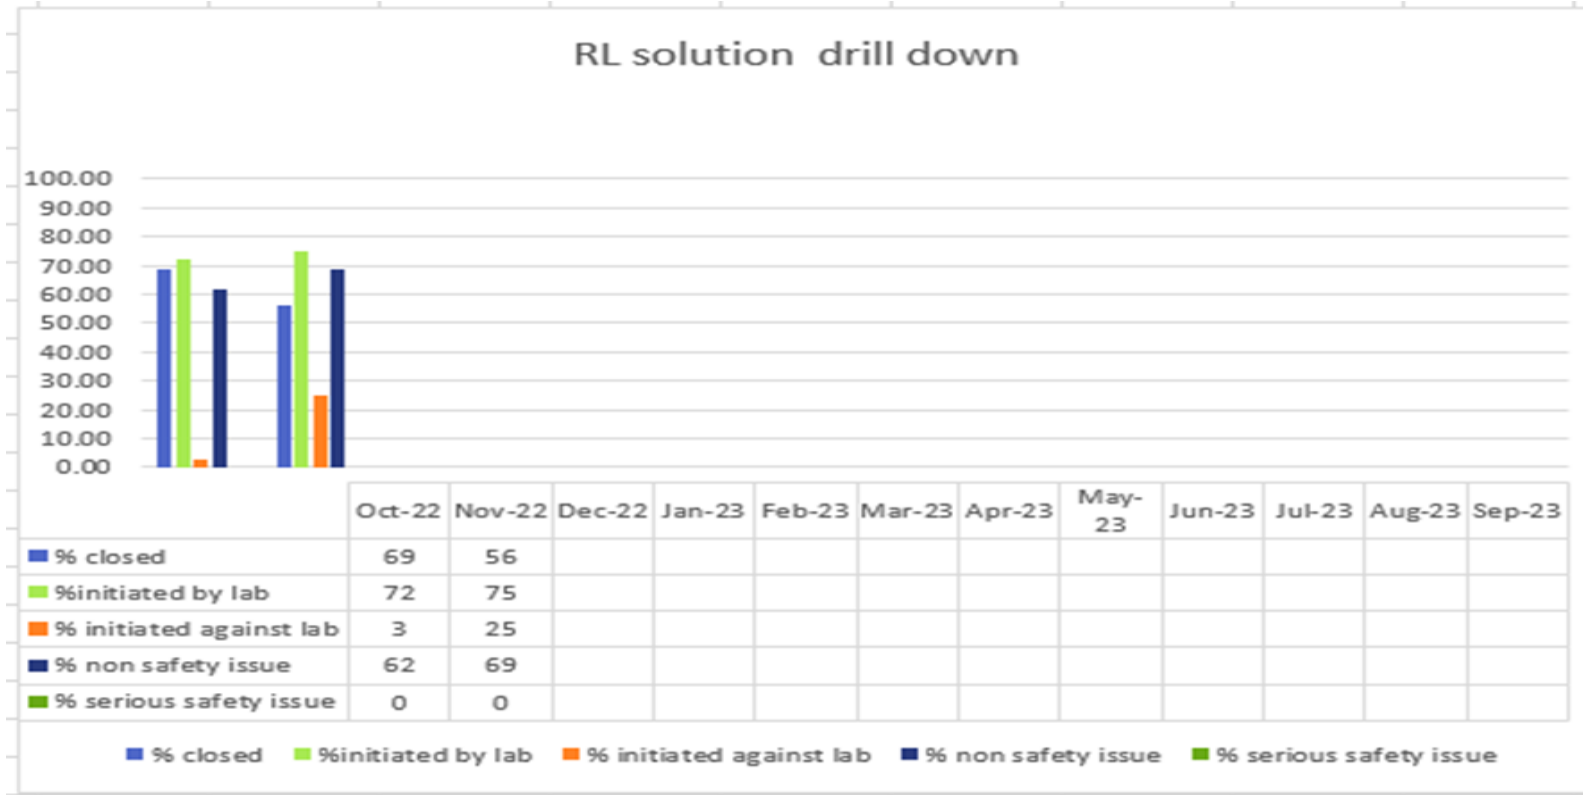 RL solution  drill down
100.00
90.00
80.00
70.00
60.00
50.00
40.00
30.00
20.00
10.00
0.00
Oct-22 Nov-22 Dec-22 Jan-23 Feb-23 Mar-23 Apr-23 May-23 Jun-23 Jul-23 Aug-23 Sep-23
% closed 69 56
%initiated by lab 72 75
% initiated against lab 3 25
% non safety issue 62 69
% serious safety issue 0 0
% closed %initiated by lab % initiated against lab % non safety issue % serious safety issue